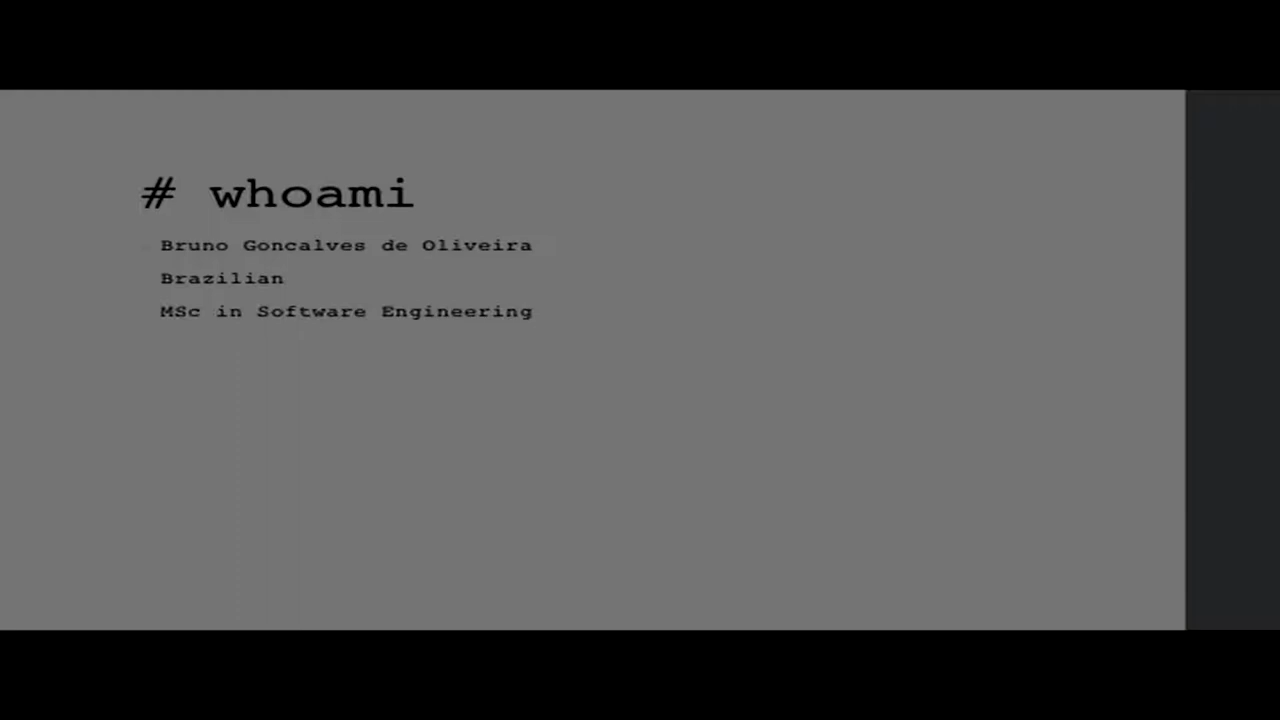 # whoami
Bruno Goncalves de Oliveira
Brazilian
MSc in Software Engineering